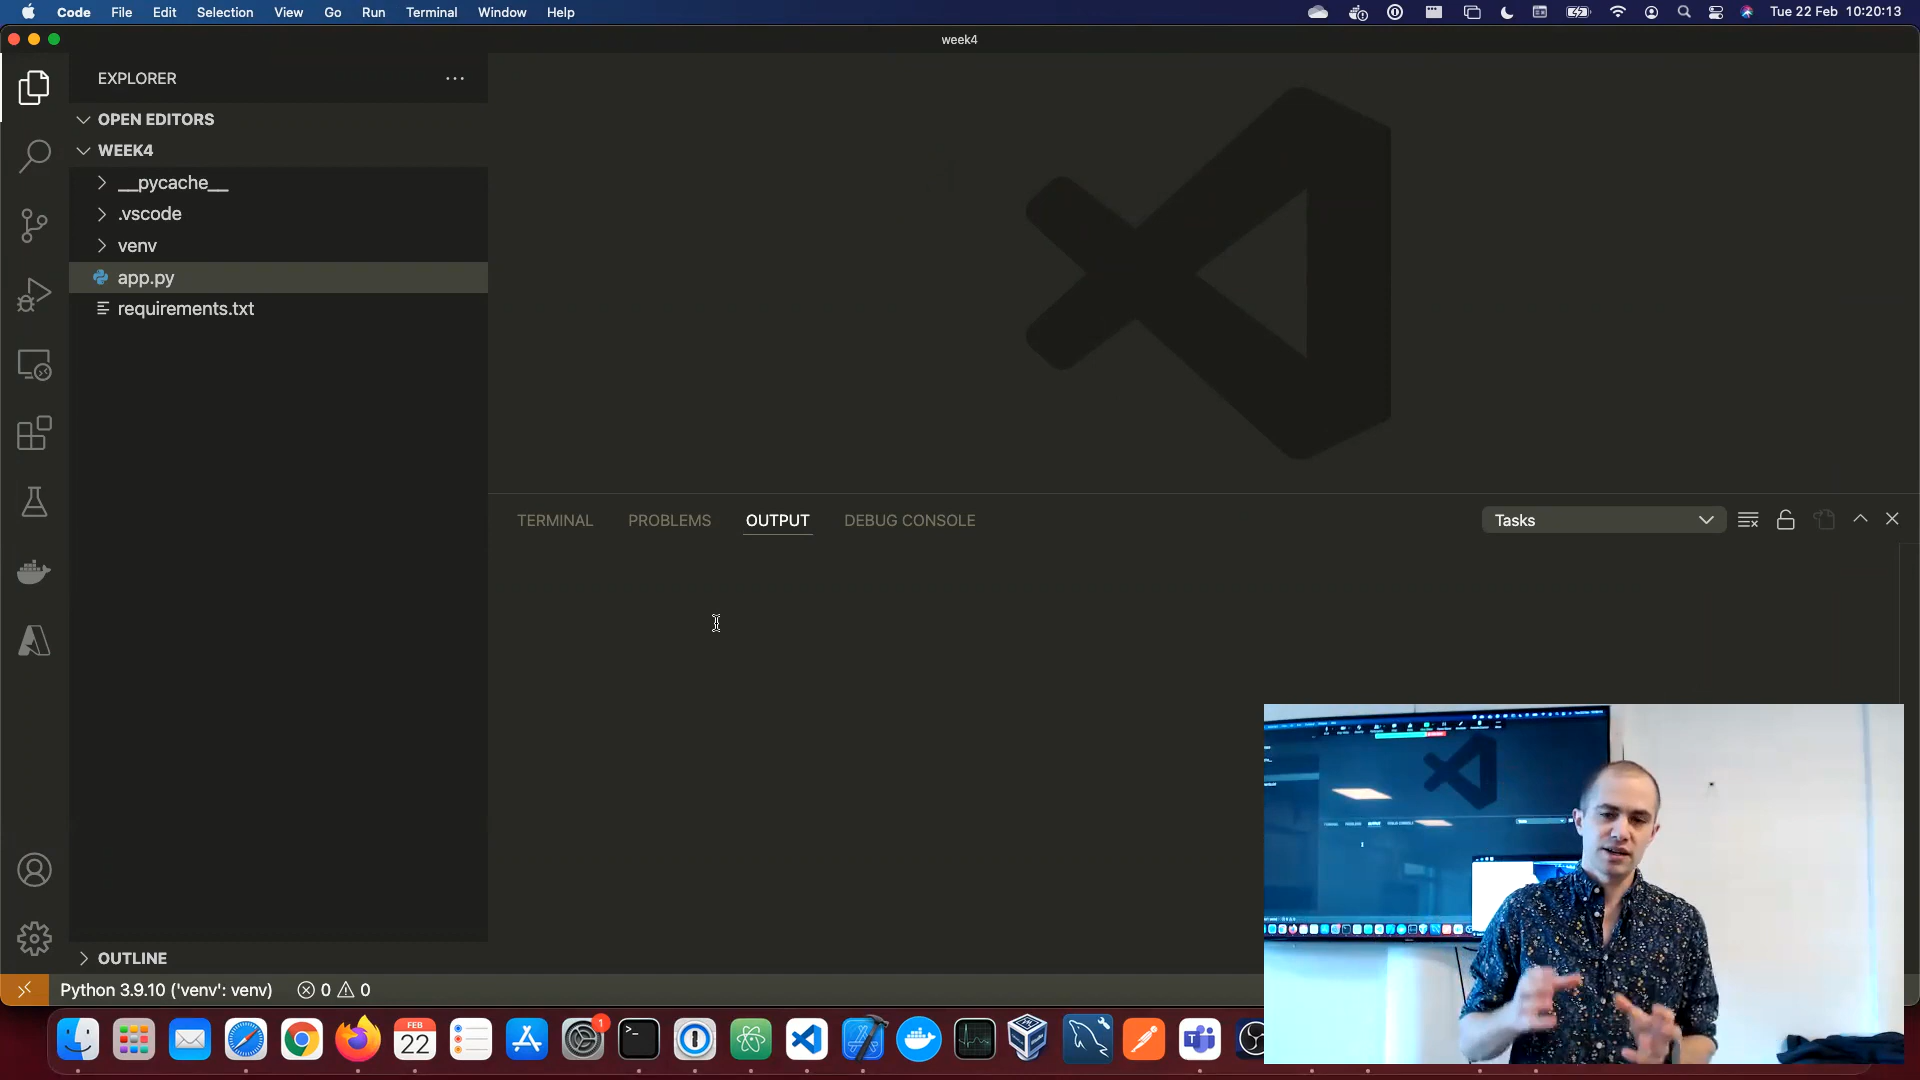 Code File Edit Selection View Go Run Terminal Window Help
Tue 22 Feb 10:20:13
week4
EXPLORER
OPEN EDITORS
WEEK4
__pycache__
.vscode
venv
app.py
requirements.txt
TERMINAL PROBLEMS OUTPUT DEBUG CONSOLE
Tasks
OUTLINE
Python 3.9.10 ('venv': venv) 0 0
FEB
22
1